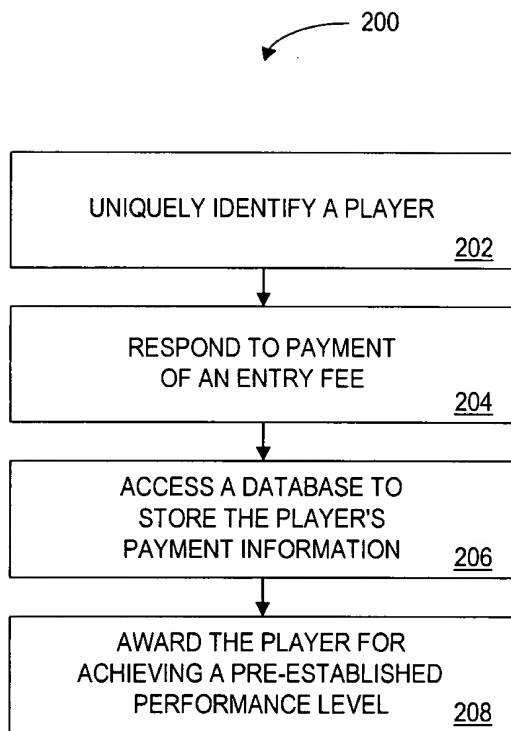 200
UNIQUELY IDENTIFY A PLAYER
202
RESPOND TO PAYMENT
OF AN ENTRY FEE
204
ACCESS A DATABASE TO
STORE THE PLAYER'S
PAYMENT INFORMATION
206
AWARD THE PLAYER FOR
ACHIEVING A PRE-ESTABLISHED
PERFORMANCE LEVEL
208